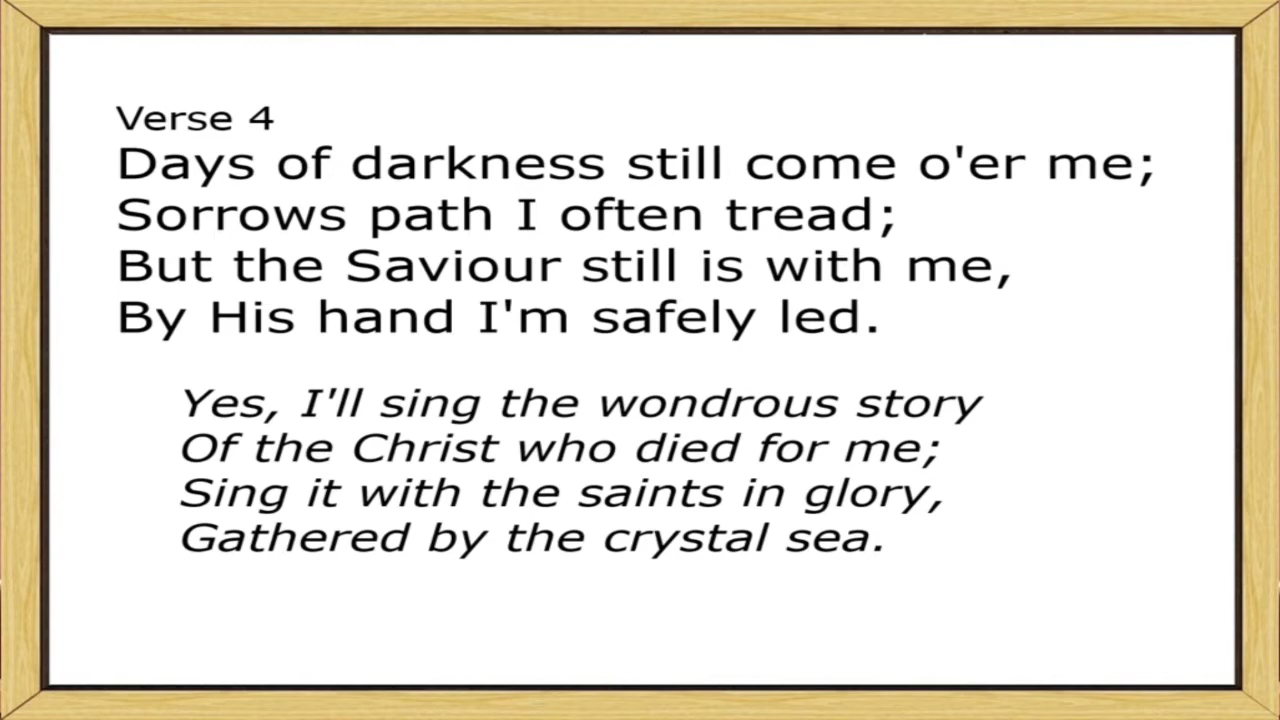 Verse 4
Days of darkness still come o'er me;
Sorrows path I often tread;
But the Saviour still is with me,
By His hand I'm safely led.
Yes, I'll sing the wondrous story
Of the Christ who died for me;
Sing it with the saints in glory,
Gathered by the crystal sea.